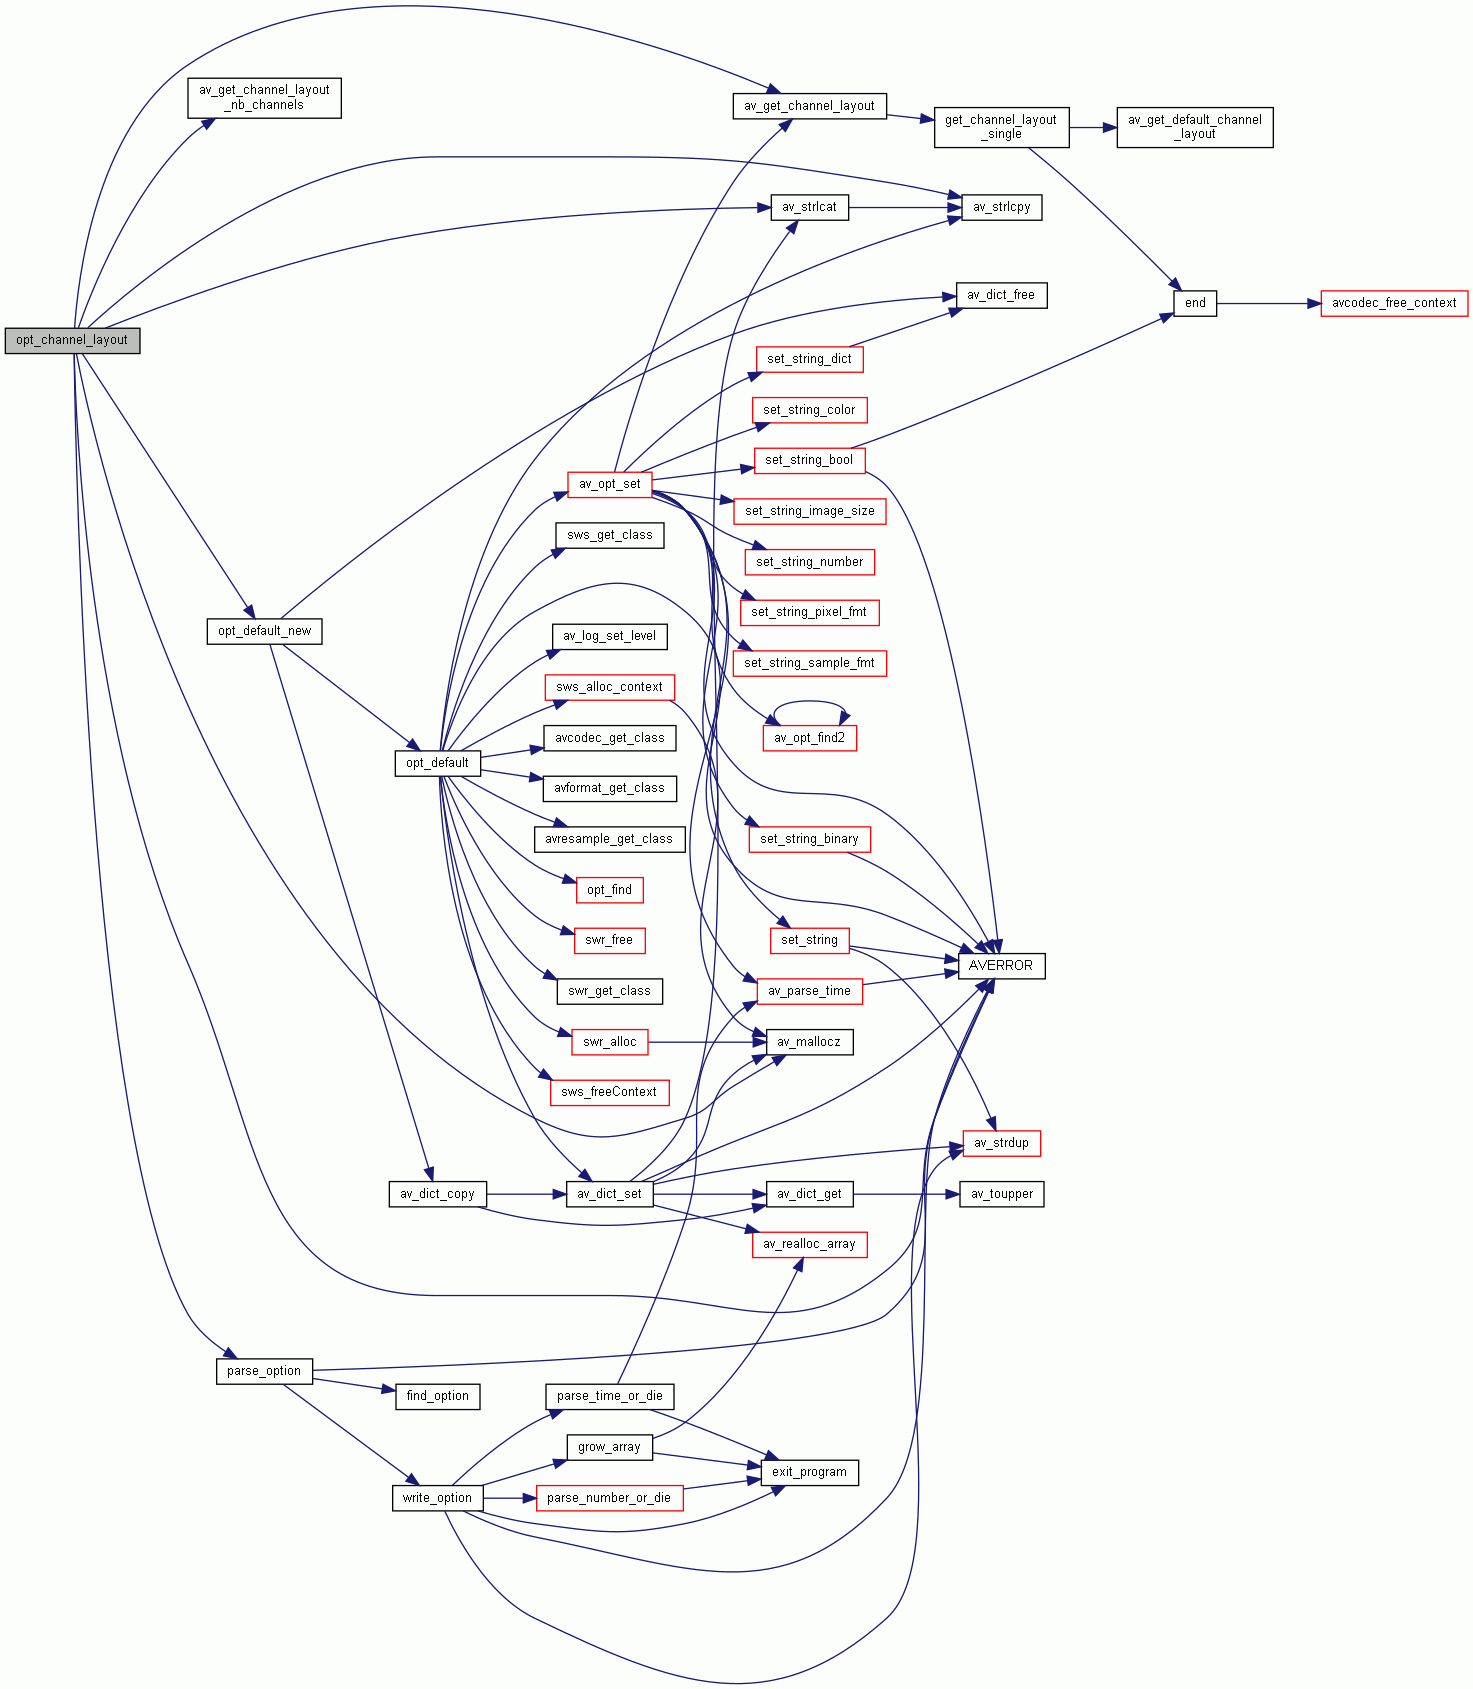 av_get_channel_layout
_nb_channels
av_get_channel_layout
get_channel_layout
_single
av_get_default_channel
_layout
av_strlcat
av_strlcpy
av_dict_free
end
avcodec_free_context
opt_channel_layout
set_string_dict
set_string_color
set_string_bool
av_opt_set
set_string_image_size
sws_get_class
set_string_number
set_string_pixel_fmt
opt_default_new
av_log_set_level
set_string_sample_fmt
sws_alloc_context
avcodec_get_class
av_opt_find2
opt_default
avformat_get_class
avresample_get_class
set_string_binary
opt_find
swr_free
set_string
AVERROR
swr_get_class
av_parse_time
swr_alloc
av_mallocz
sws_freeContext
av_strdup
av_dict_copy
av_dict_set
av_dict_get
av_toupper
av_realloc_array
parse_option
find_option
parse_time_or_die
grow_array
exit_program
write_option
parse_number_or_die